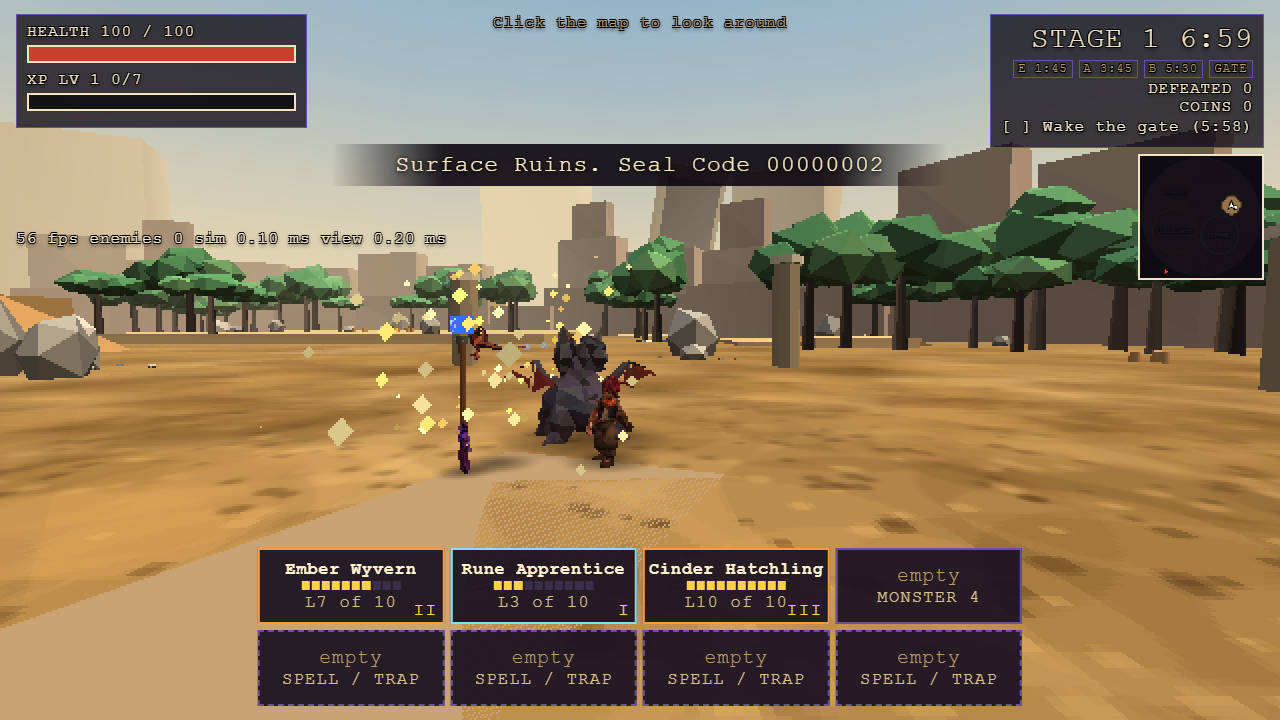 HEALTH 100 / 100
XP LV 1 0/7
Click the map to look around
STAGE 1 6:59
E 1:45 A 3:45 B 5:30 GATE
DEFEATED 0
COINS 0
[ ] Wake the gate (5:58)
Surface Ruins. Seal Code 00000002
56 fps enemies 0 sim 0.10 ms view 0.20 ms
Ember Wyvern
L7 of 10
II
Rune Apprentice
L3 of 10
I
Cinder Hatchling
L10 of 10
III
empty
MONSTER 4
empty
SPELL / TRAP
empty
SPELL / TRAP
empty
SPELL / TRAP
empty
SPELL / TRAP